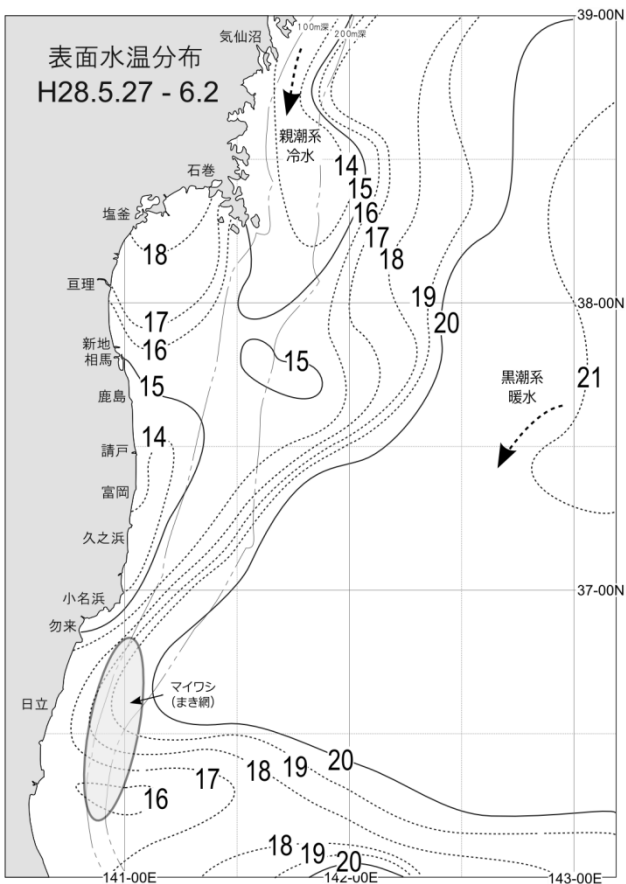 表面水温分布
H28.5.27 - 6.2
気仙沼
100m深
200m深
39-00N
親潮系
冷水
石巻
14
15
16
17
18
塩釜
18
亘理
19
38-00N
17
20
新地
16
相馬
15
15
黒潮系
暖水
21
鹿島
14
請戸
富岡
久之浜
37-00N
小名浜
勿来
マイワシ
(まき網)
日立
20
19
18
17
16
18
19
20
141-00E
142-00E
143-00E